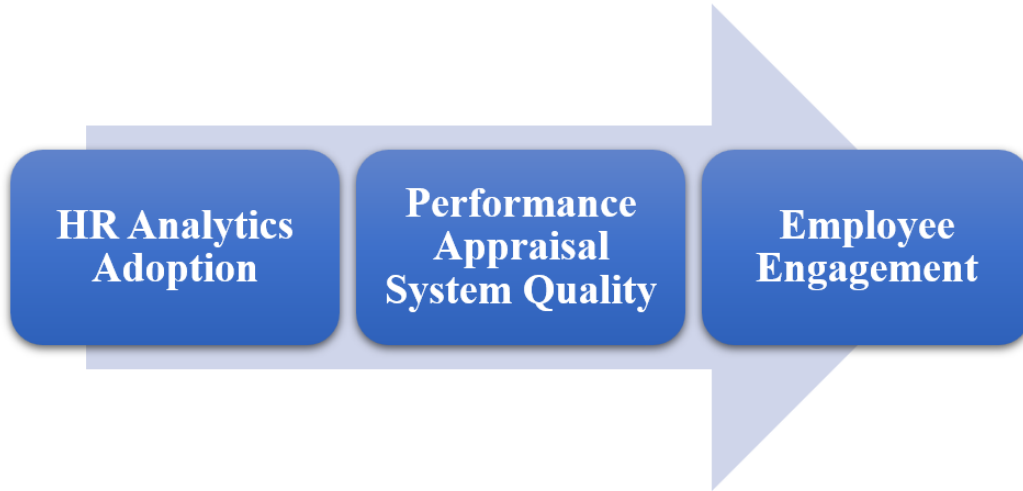 HR Analytics
Adoption
Performance
Appraisal
System Quality
Employee
Engagement